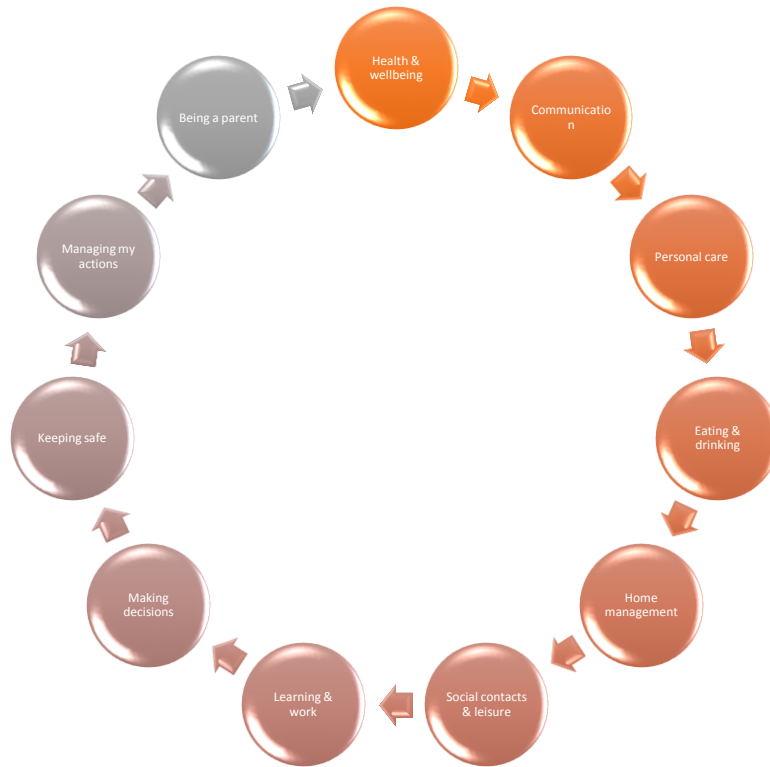 Health &
wellbeing
Communicatio
n
Personal care
Eating &
drinking
Home
management
Social contacts
& leisure
Learning &
work
Making
decisions
Keeping safe
Managing my
actions
Being a parent